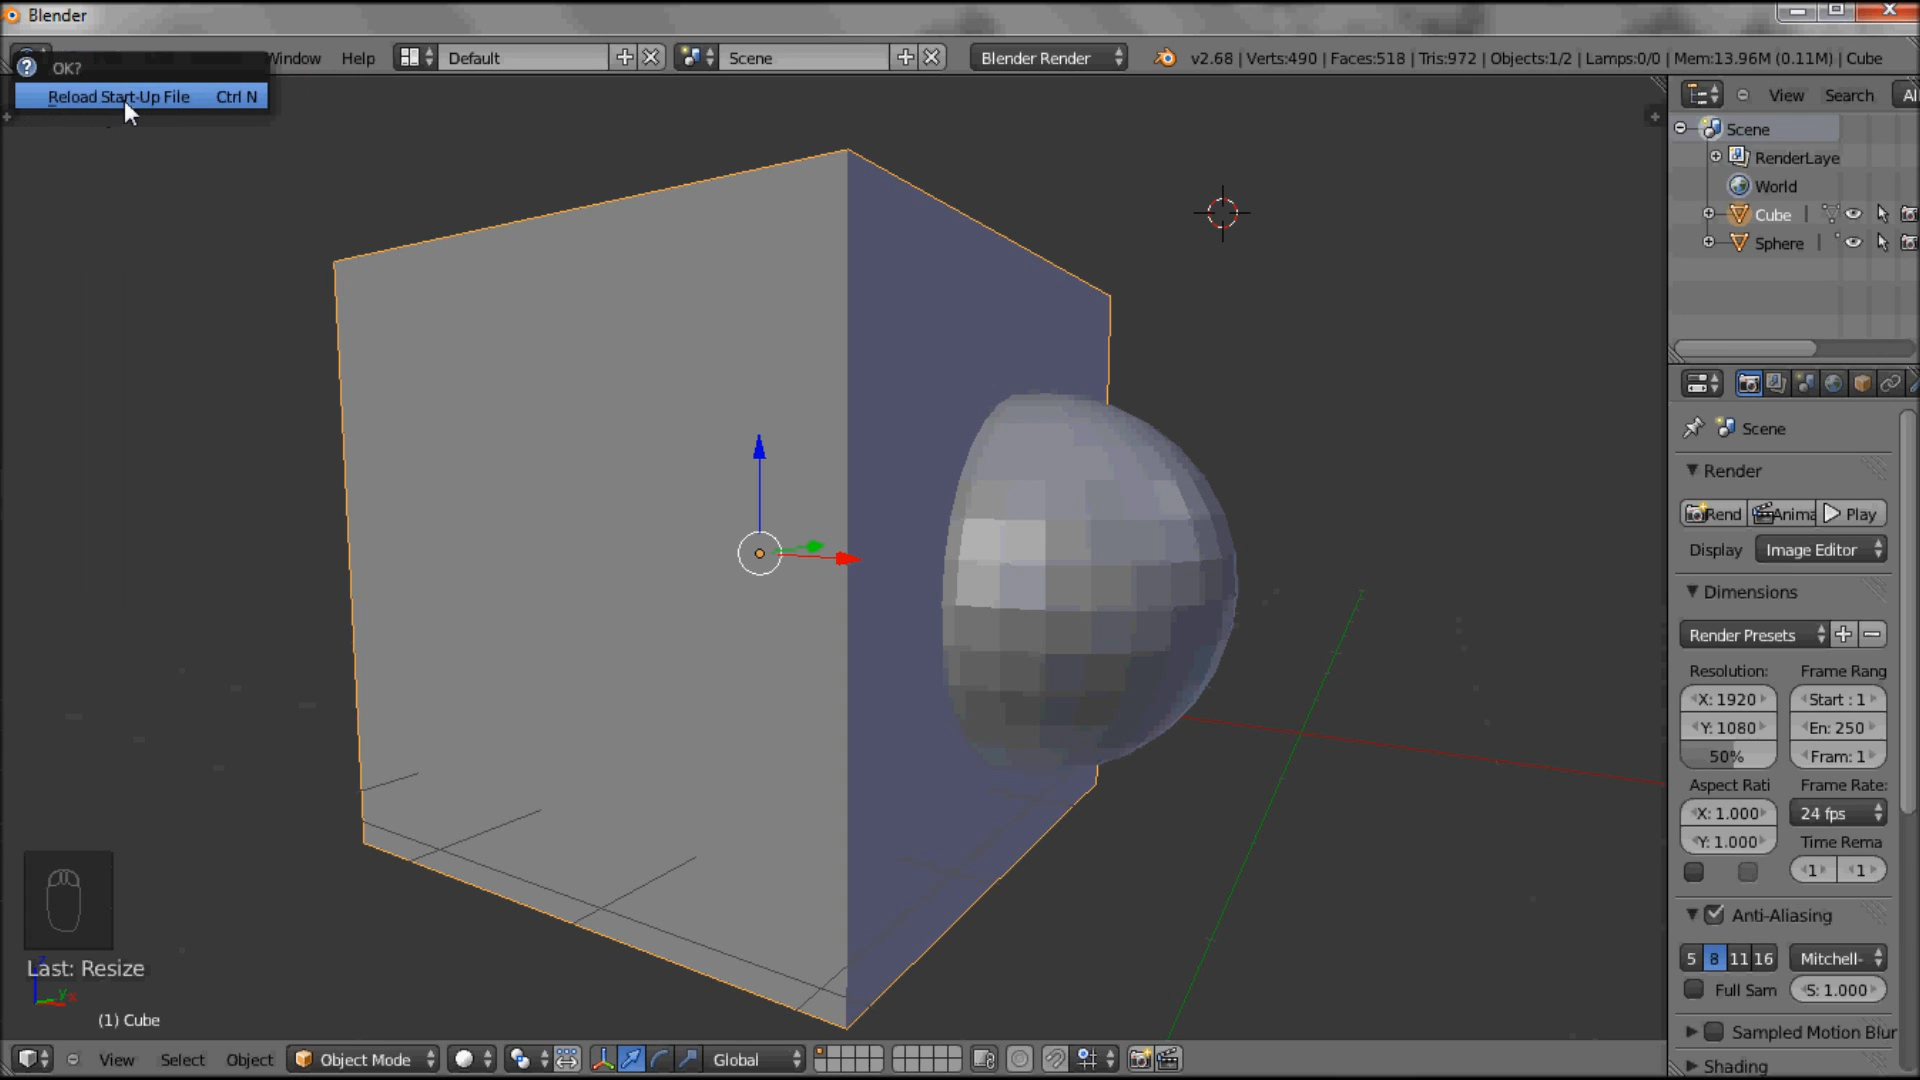 Blender
Window Help Default Scene Blender Render v2.68 | Verts:490 | Faces:518 | Tris:972 | Objects:1/2 | Lamps:0/0 | Mem:13.96M (0.11M) | Cube
OK?
Reload Start-Up File Ctrl N
View Search Al
Scene
RenderLaye
World
Cube
Sphere
Scene
Render
Rend Anima Play
Display Image Editor
Dimensions
Render Presets
Resolution: Frame Rang
X: 1920 Start : 1
Y: 1080 En: 250
50% Fram: 1
Aspect Rati Frame Rate:
X: 1.000 24 fps
Y: 1.000 Time Rema
1 1
Anti-Aliasing
5 8 11 16 Mitchell-
Full Sam S: 1.000
Sampled Motion Blur
Shading
Last: Resize
y x
(1) Cube
View Select Object Object Mode Global